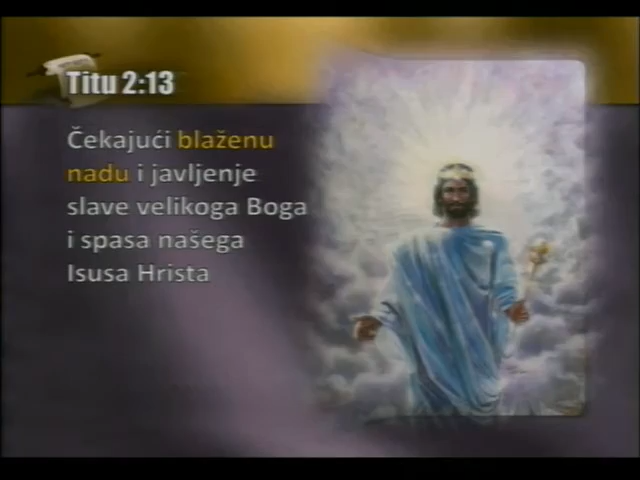 Titu 2:13
Čekajući blaženu
nadu i javljenje
slave velikoga Boga
i spasa našega
Isusa Hrista